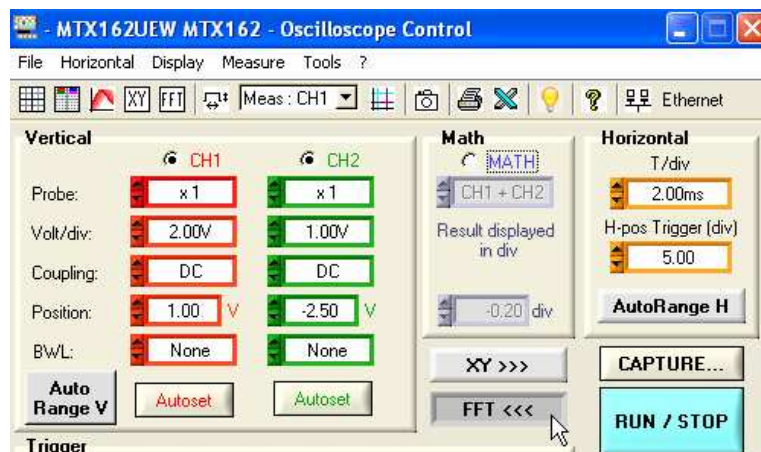 - MTX162UEW MTX162 - Oscilloscope Control
File Horizontal Display Measure Tools ?
XY FFT Meas : CH1 ? Ethernet
Vertical
CH1 CH2
Probe: x 1 x 1
Volt/div: 2.00V 1.00V
Coupling: DC DC
Position: 1.00 V -2.50 V
BWL: None None
Auto Range V Autoset Autoset
Math
MATH
CH1 + CH2
Result displayed
in div
-0.20 div
XY >>>
FFT <<<
Horizontal
T/div
2.00ms
H-pos Trigger (div)
5.00
AutoRange H
CAPTURE...
RUN / STOP
Trigger